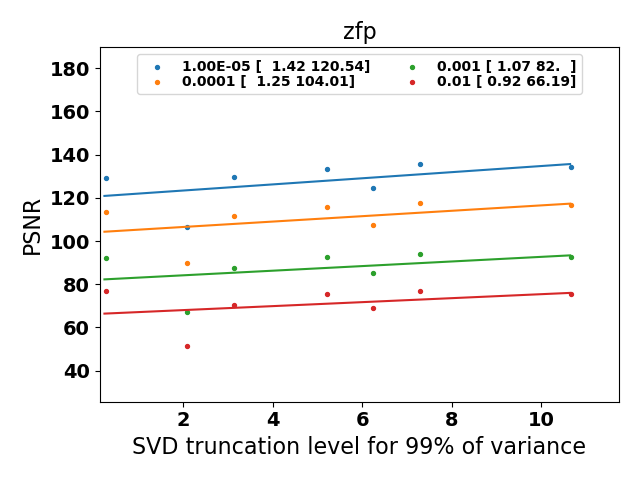 zfp
1.00E-05 [  1.42 120.54]
0.0001 [  1.25 104.01]
0.001 [ 1.07 82.  ]
0.01 [ 0.92 66.19]
PSNR
180
160
140
120
100
80
60
40
2 4 6 8 10
SVD truncation level for 99% of variance